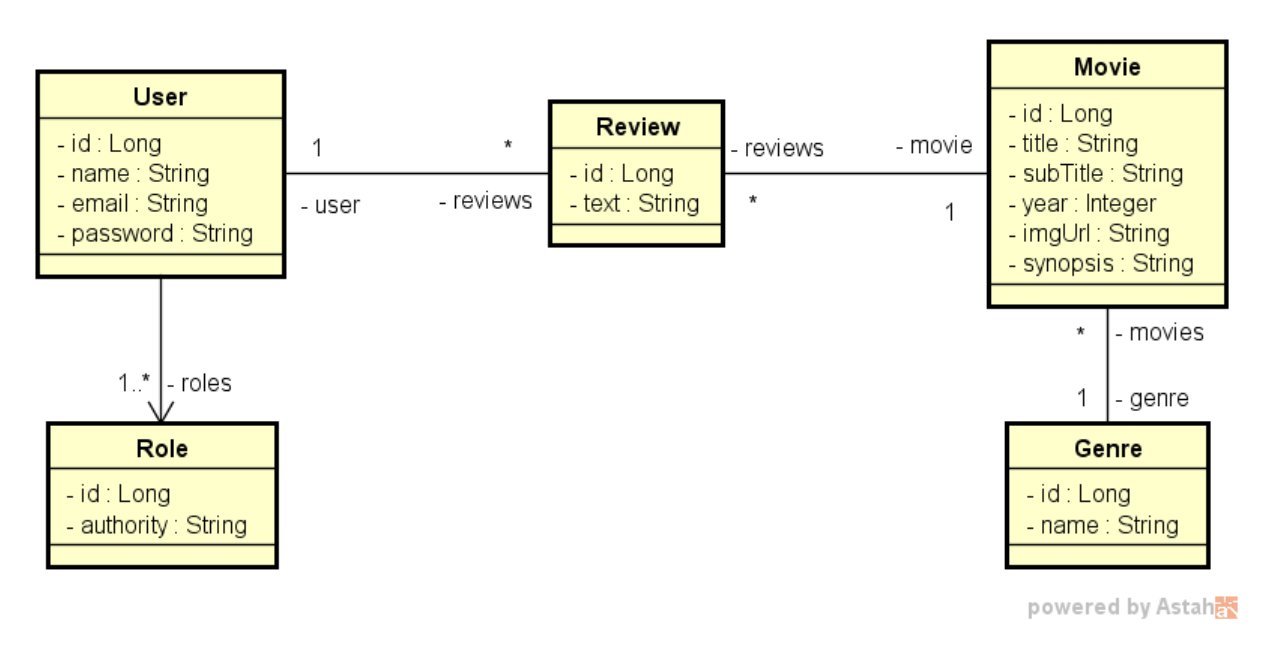 User
- id : Long
- name : String
- email : String
- password : String
1
- user
*
- reviews
Review
- id : Long
- text : String
- reviews
*
- movie
1
Movie
- id : Long
- title : String
- subTitle : String
- year : Integer
- imgUrl : String
- synopsis : String
1..*
- roles
Role
- id : Long
- authority : String
*
- movies
1
- genre
Genre
- id : Long
- name : String
powered by Astah